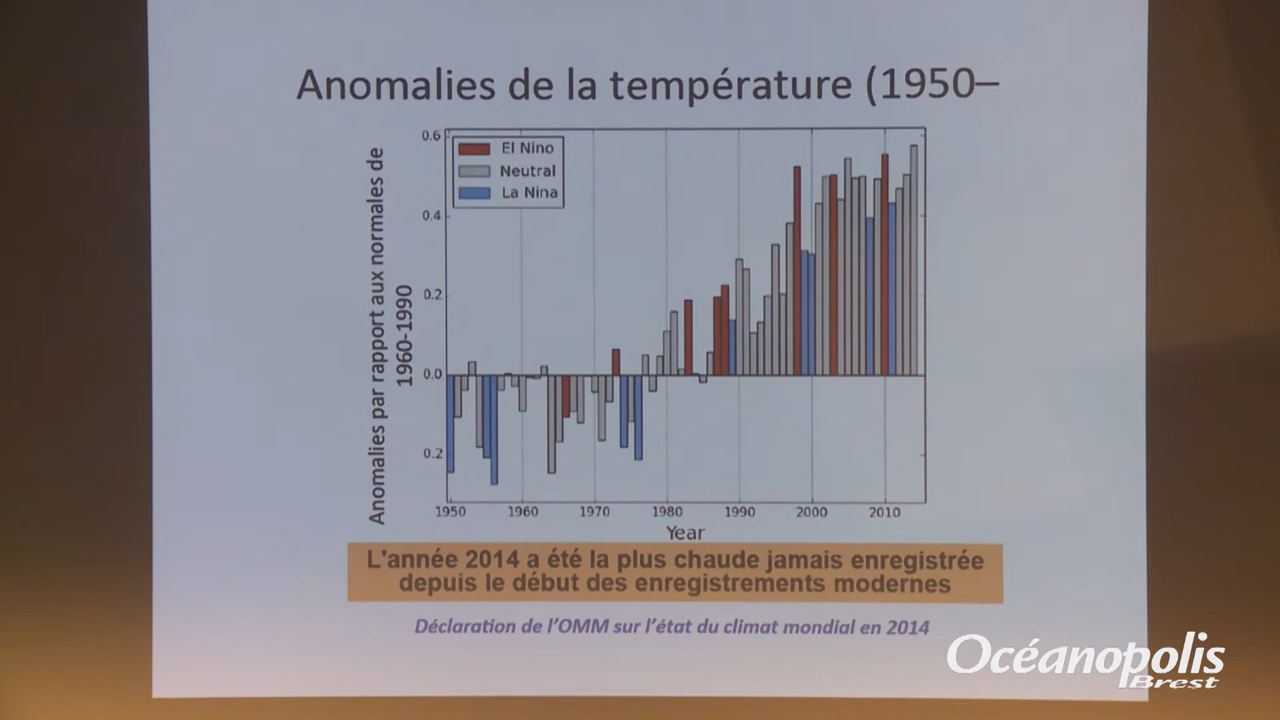 Anomalies de la température (1950–
Anomalies par rapport aux normales de
1960-1990
0.6
0.4
0.2
0.0
0.2
El Nino
Neutral
La Nina
1950 1960 1970 1980 1990 2000 2010
Year
L'année 2014 a été la plus chaude jamais enregistrée
depuis le début des enregistrements modernes
Déclaration de l'OMM sur l'état du climat mondial en 2014
Océanopolis
Brest